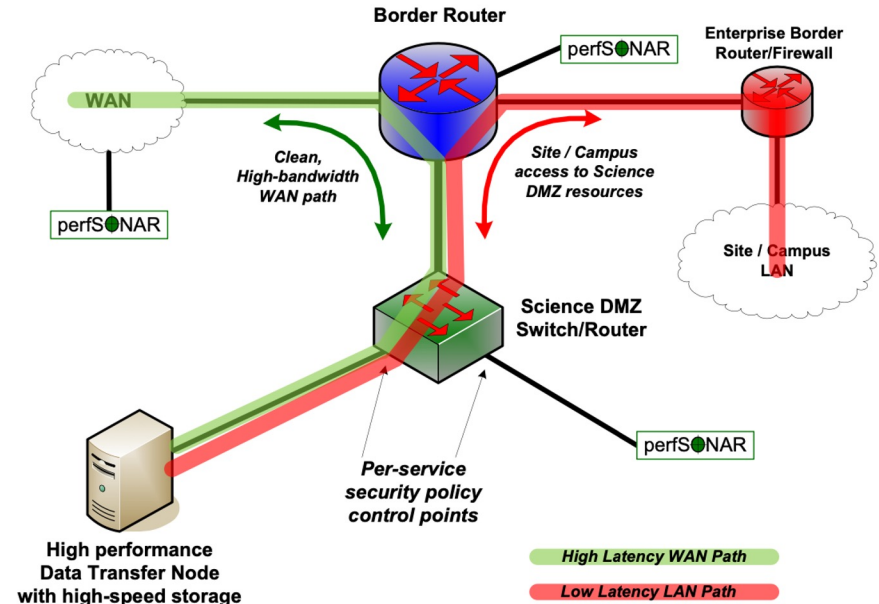 Border Router
perfSONAR
Enterprise Border
Router/Firewall
WAN
Clean,
High-bandwidth
WAN path
Site / Campus
access to Science
DMZ resources
perfSONAR
Site / Campus
LAN
Science DMZ
Switch/Router
perfSONAR
Per-service
security policy
control points
High performance
Data Transfer Node
with high-speed storage
High Latency WAN Path
Low Latency LAN Path